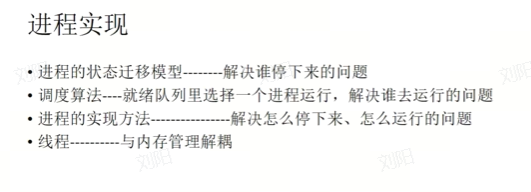 进程实现
• 进程的状态迁移模型--------解决谁停下来的问题
• 调度算法----就绪队列里选择一个进程运行，解决谁去运行的问题
• 进程的实现方法----------------解决怎么停下来、怎么运行的问题
• 线程----------与内存管理解耦
刘阳
刘阳